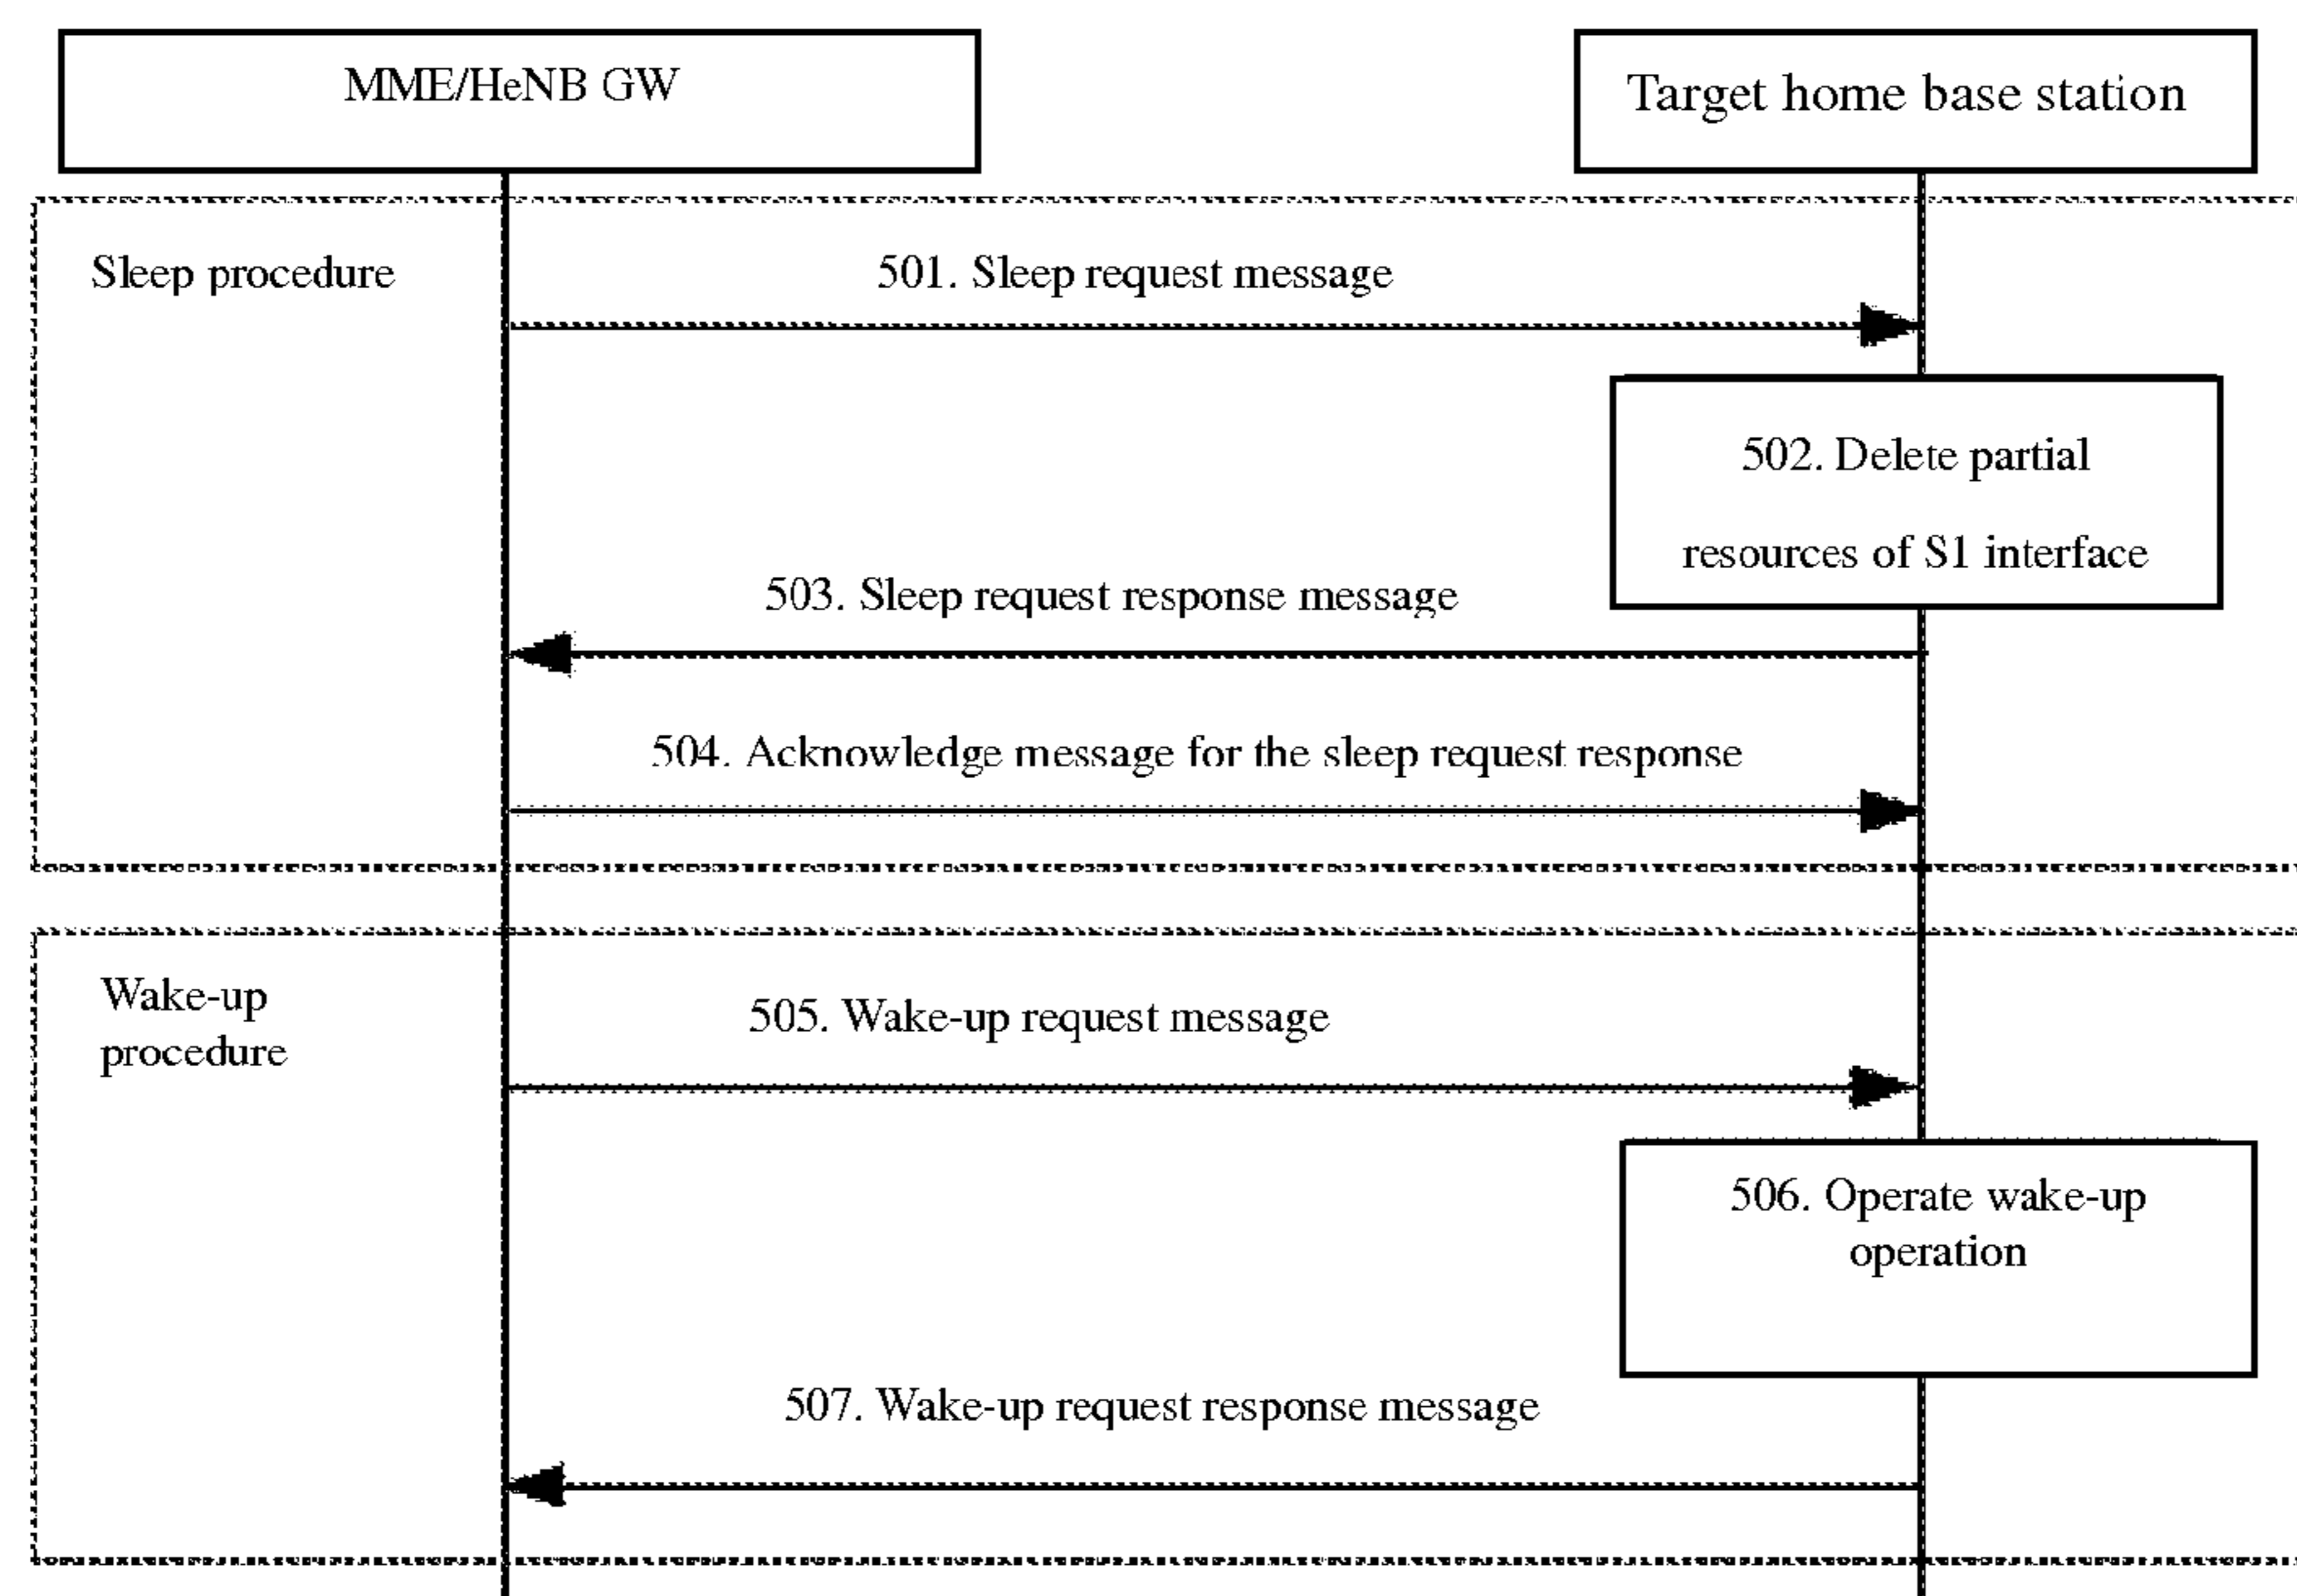 MME/HeNB GW
Target home base station
Sleep procedure
501. Sleep request message
502. Delete partial
resources of S1 interface
503. Sleep request response message
504. Acknowledge message for the sleep request response
Wake-up
procedure
505. Wake-up request message
506. Operate wake-up
operation
507. Wake-up request response message